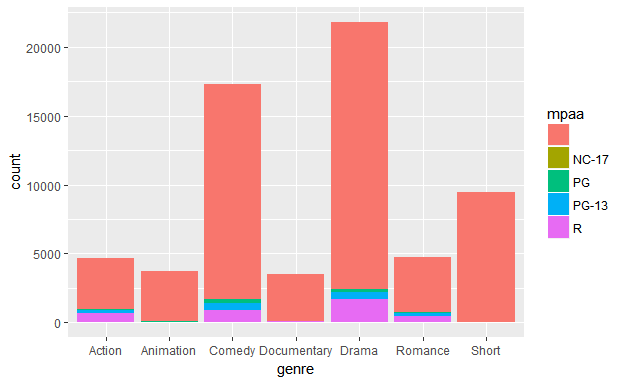 count
20000
15000
10000
5000
0
Action Animation Comedy Documentary Drama Romance Short
genre
mpaa
NC-17
PG
PG-13
R